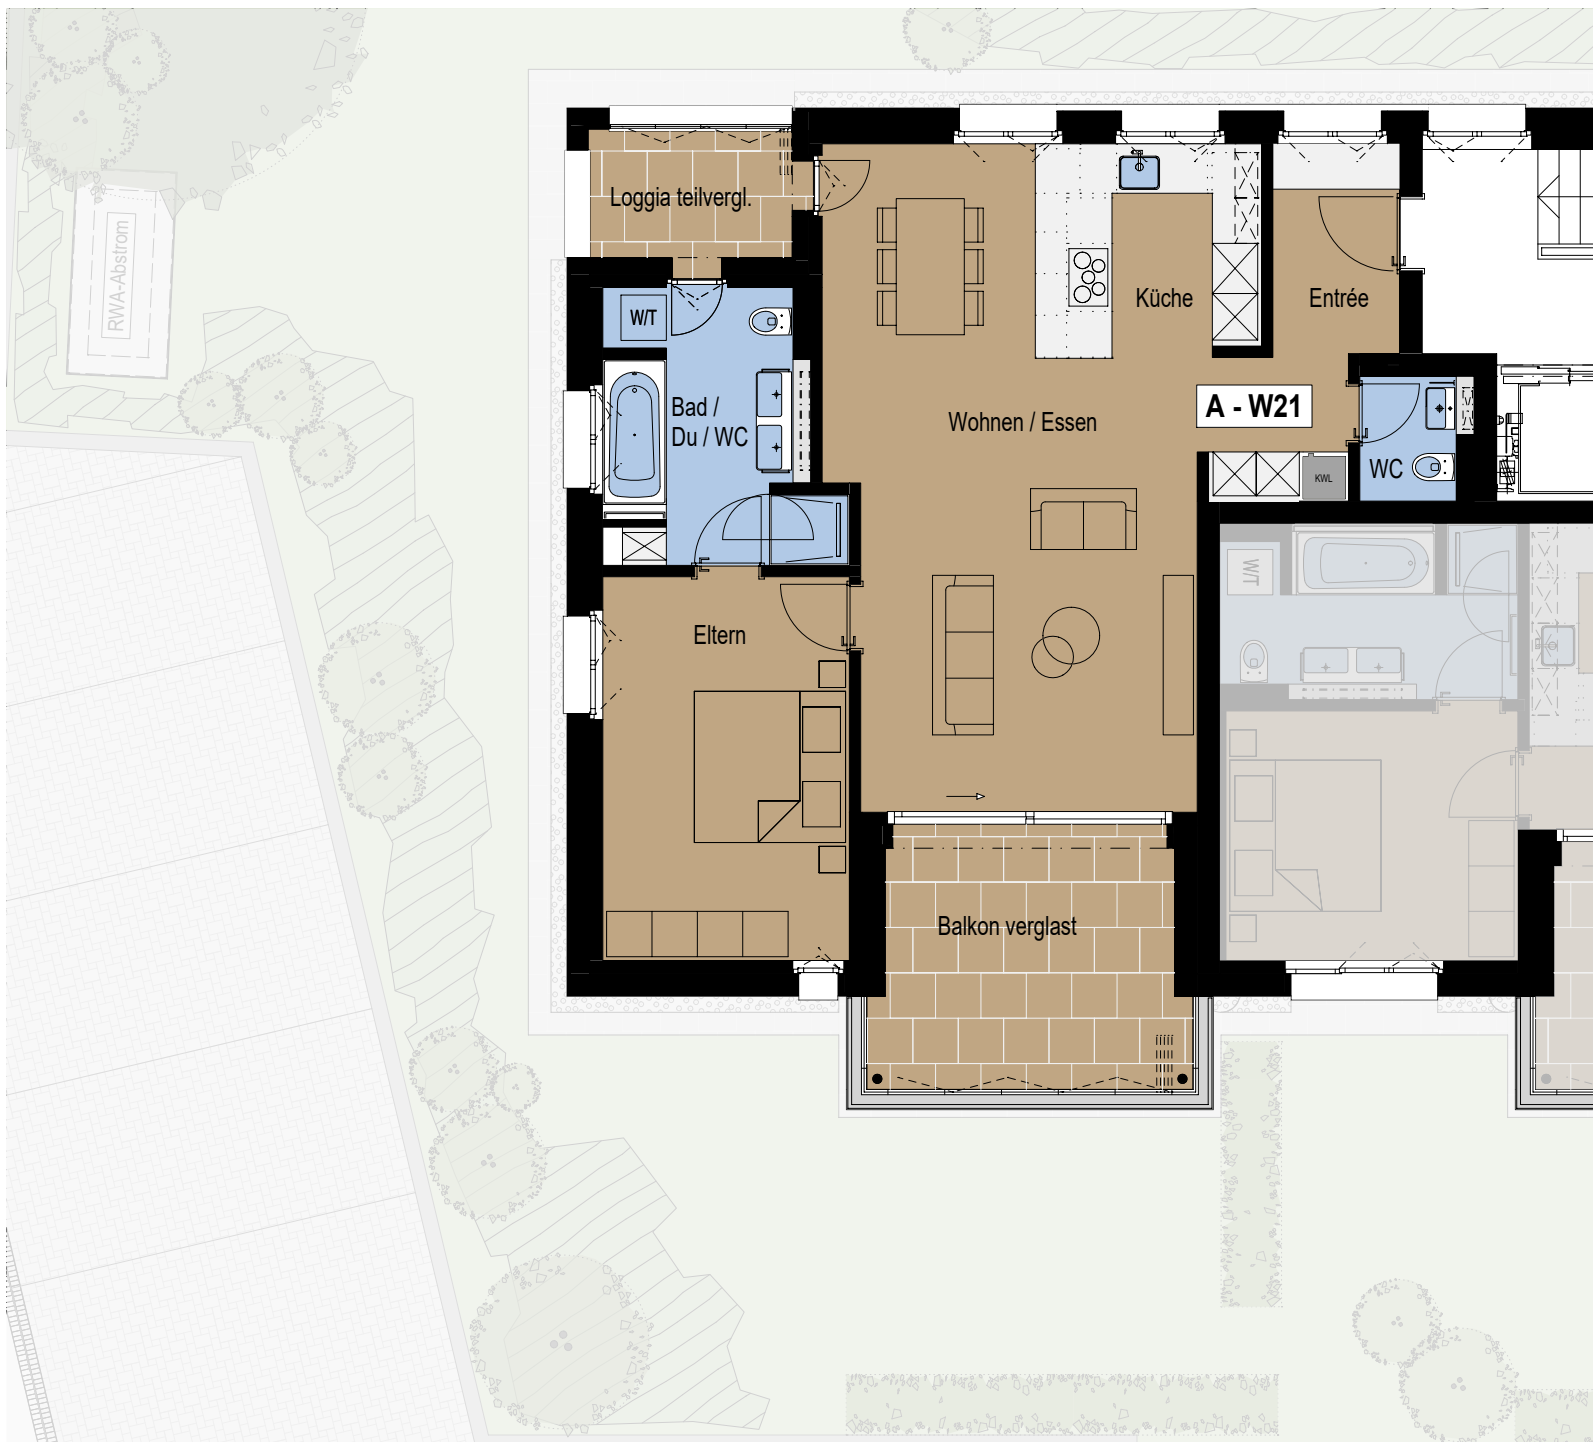 Loggia teilvergl.
RWA-Abstrom
W/T
Küche
Entrée
Bad /
Du / WC
Wohnen / Essen
A - W21
WC
KWL
W/T
Eltern
Balkon verglast